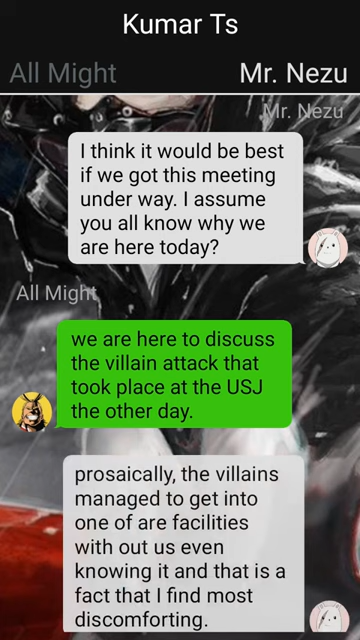 Kumar Ts
All Might
Mr. Nezu
Mr. Nezu
I think it would be best
if we got this meeting
under way. I assume
you all know why we
are here today?
All Might
we are here to discuss
the villain attack that
took place at the USJ
the other day.
prosaically, the villains
managed to get into
one of are facilities
with out us even
knowing it and that is a
fact that I find most
discomforting.